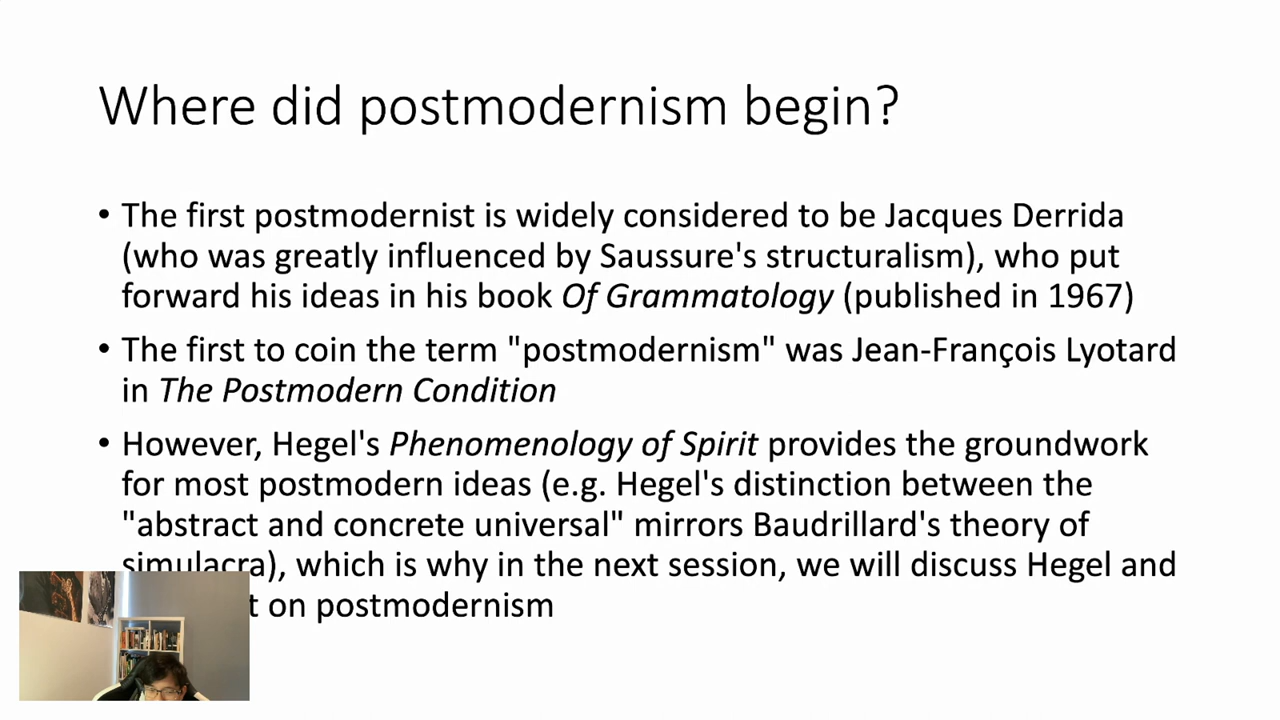 Where did postmodernism begin?
• The first postmodernist is widely considered to be Jacques Derrida
(who was greatly influenced by Saussure's structuralism), who put
forward his ideas in his book Of Grammatology (published in 1967)
• The first to coin the term "postmodernism" was Jean-François Lyotard
in The Postmodern Condition
• However, Hegel's Phenomenology of Spirit provides the groundwork
for most postmodern ideas (e.g. Hegel's distinction between the
"abstract and concrete universal" mirrors Baudrillard's theory of
simulacra), which is why in the next session, we will discuss Hegel and
on postmodernism